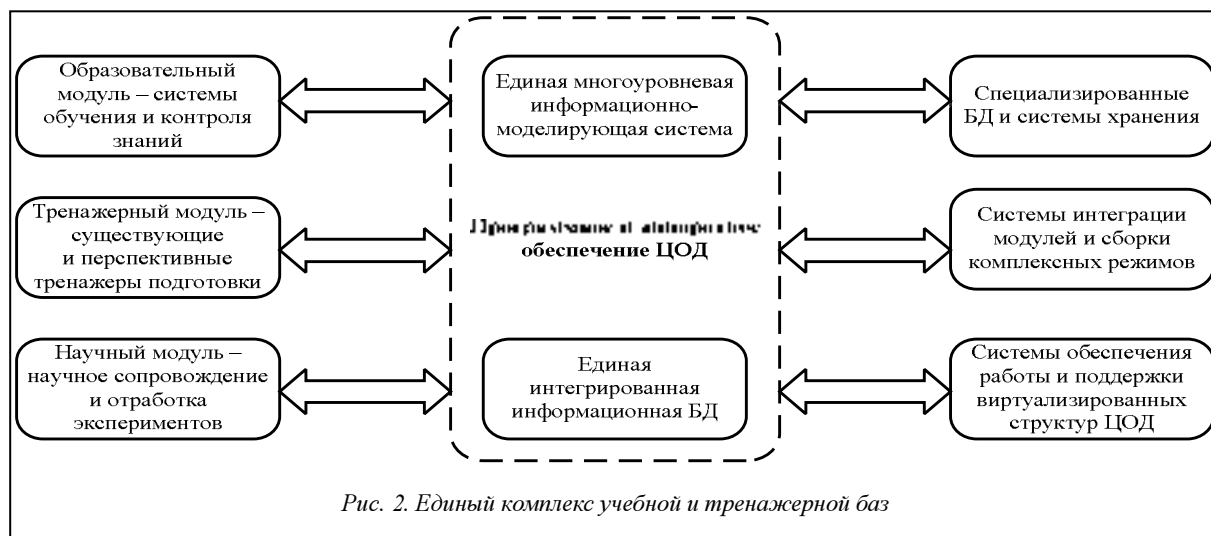 Образовательный
модуль – системы
обучения и контроля
знаний
Тренажерный модуль –
существующие
и перспективные
тренажеры подготовки
Научный модуль –
научное сопровождение
и отработка
экспериментов
Единая многоуровневая
информационно-
моделирующая система
обеспечение ЦОД
Единая
интегрированная
информационная БД
Специализированные
БД и системы хранения
Системы интеграции
модулей и сборки
комплексных режимов
Системы обеспечения
работы и поддержки
виртуализированных
структур ЦОД
Рис. 2. Единый комплекс учебной и тренажерной баз